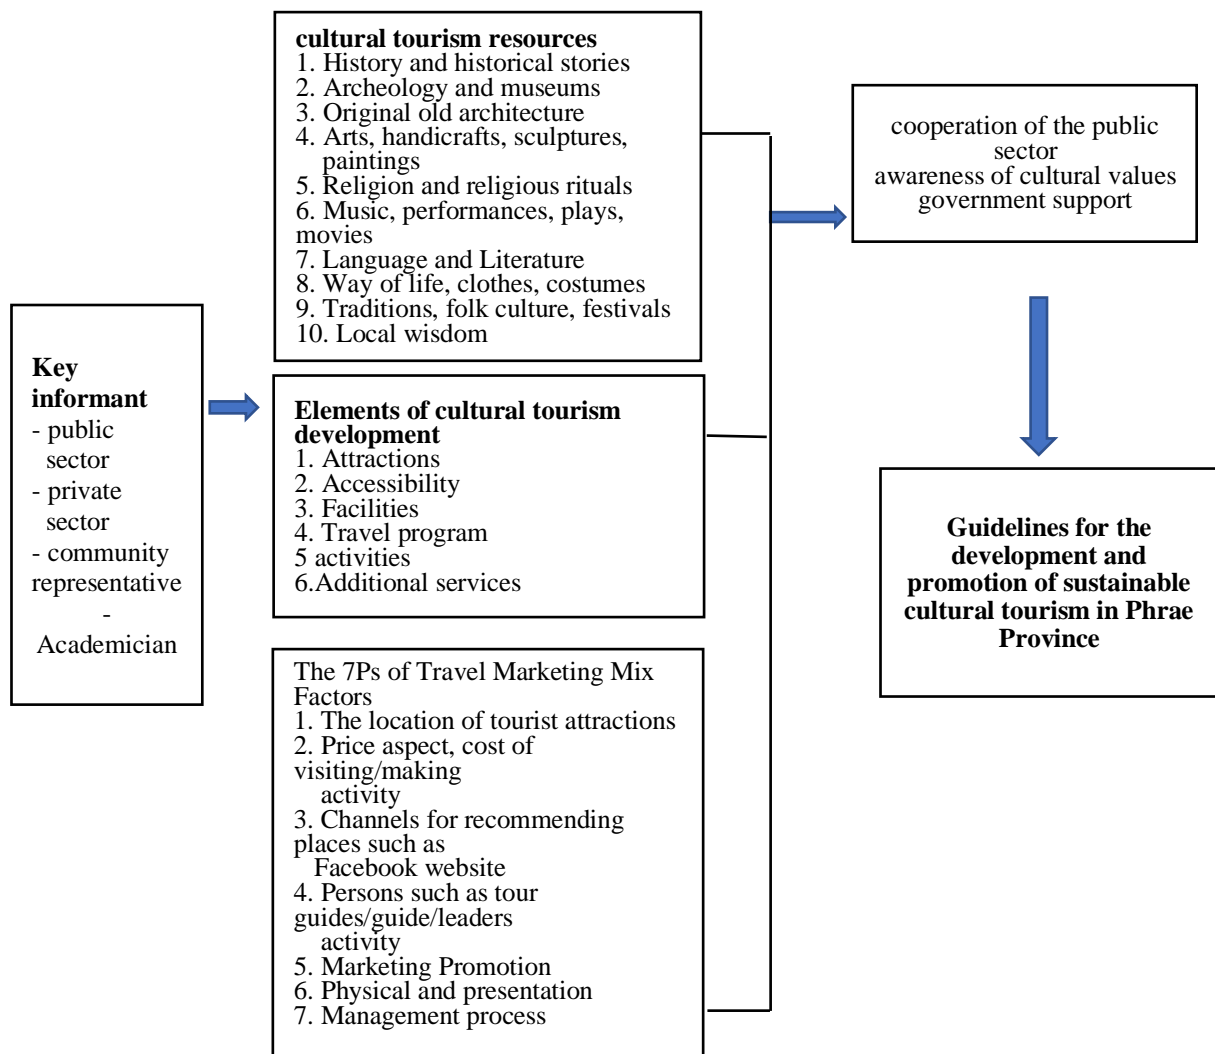 cultural tourism resources
1. History and historical stories
2. Archeology and museums
3. Original old architecture
4. Arts, handicrafts, sculptures,
paintings
5. Religion and religious rituals
6. Music, performances, plays,
movies
7. Language and Literature
8. Way of life, clothes, costumes
9. Traditions, folk culture, festivals
10. Local wisdom
Key
informant
- public
sector
- private
sector
- community
representative
-
Academician
Elements of cultural tourism
development
1. Attractions
2. Accessibility
3. Facilities
4. Travel program
5 activities
6.Additional services
The 7Ps of Travel Marketing Mix
Factors
1. The location of tourist attractions
2. Price aspect, cost of
visiting/making
activity
3. Channels for recommending
places such as
Facebook website
4. Persons such as tour
guides/guide/leaders
activity
5. Marketing Promotion
6. Physical and presentation
7. Management process
cooperation of the public
sector
awareness of cultural values
government support
Guidelines for the
development and
promotion of sustainable
cultural tourism in Phrae
Province